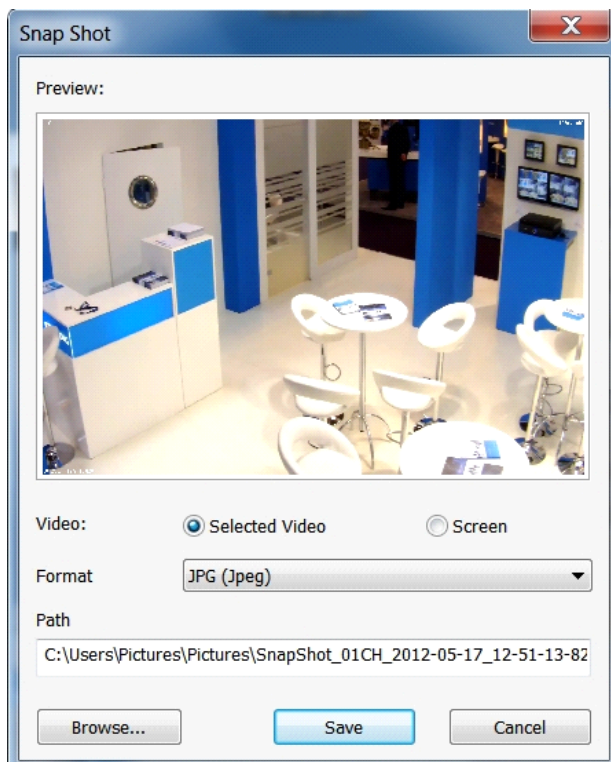 Snap Shot
Preview:
Video: Selected Video Screen
Format JPG (Jpeg)
Path
C:\Users\Pictures\Pictures\SnapShot_01CH_2012-05-17_12-51-13-82
Browse... Save Cancel